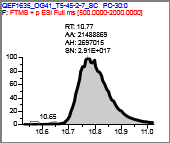 QEF1635_OG41_T5-45-2-7_SC PC-30:0
F: FTMS + p ESI Full ms [500.0000-2000.0000]
RT: 10.77
AA: 21488869
AH: 2697015
SN: 2.91E+017
100
80
60
40
20
0
10.65
10.6 10.7 10.8 10.9 11.0